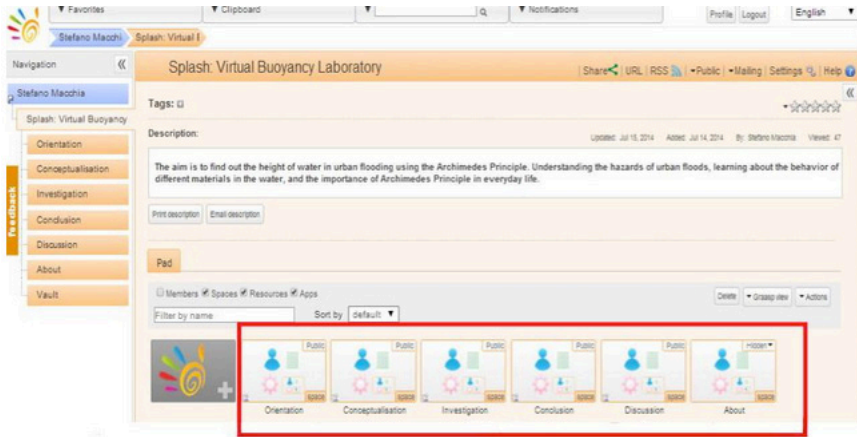 ▼ Favorites ▼ Clipboard ▼ ▼ Notifications Profile Logout English ▼
Stefano Macchi Splash: Virtual
Navigation « Splash: Virtual Buoyancy Laboratory Share URL RSS ▾Public ▾Mailing Settings Help
Stefano Macchia
Splash: Virtual Buoyancy
Tags:
Orientation
Conceptualisation
Investigation
Conclusion
Discussion
About
Vault
feedback
Description:
Updated: Jul 15, 2014 Added: Jul 14, 2014 By: Stefano Macchia Viewed: 47
The aim is to find out the height of water in urban flooding using the Archimedes Principle. Understanding the hazards of urban floods, learning about the behavior of
different materials in the water, and the importance of Archimedes Principle in everyday life.
Print description Email description
Pad
Members Spaces Resources Apps
Delete ▾ Graasp view ▾ Actions
Filter by name Sort by default ▼
Public Public Public Public Public Hidden ▾
space space space space space space
Orientation Conceptualisation Investigation Conclusion Discussion About